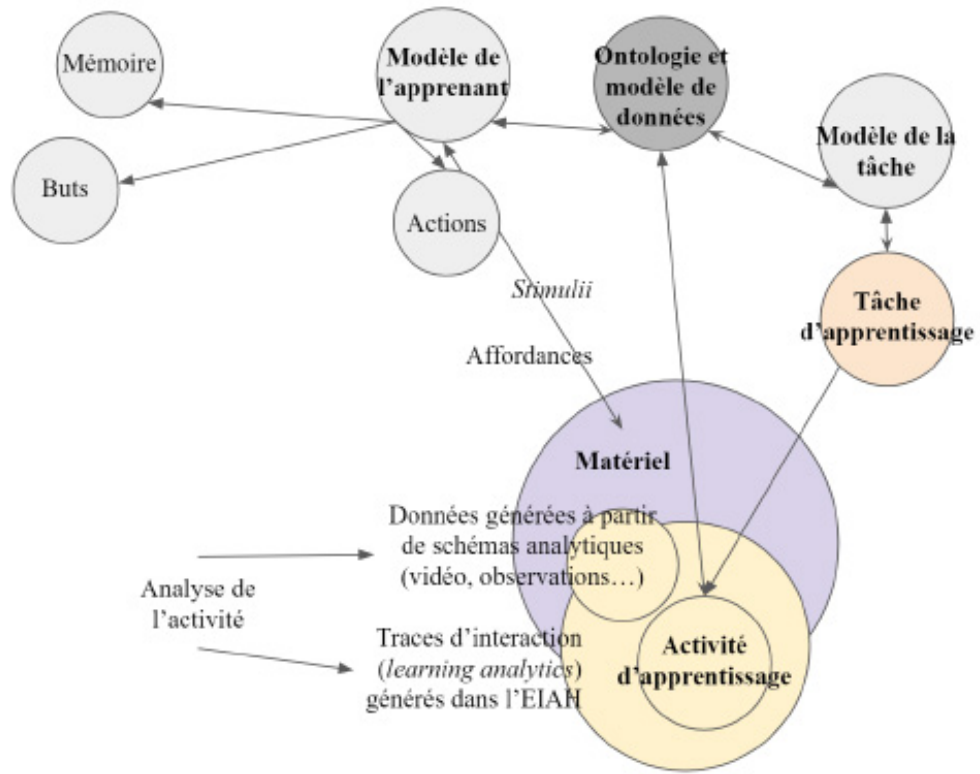 Mémoire
Modèle de
l'apprenant
Ontologie et
modèle de
données
Modèle de la
tâche
Buts
Actions
Stimulii
Affordances
Tâche
d'apprentissage
Matériel
Données générées à partir
de schémas analytiques
(vidéo, observations…)
Analyse de
l'activité
Traces d'interaction
(learning analytics)
générés dans l'EIAH
Activité
d'apprentissage